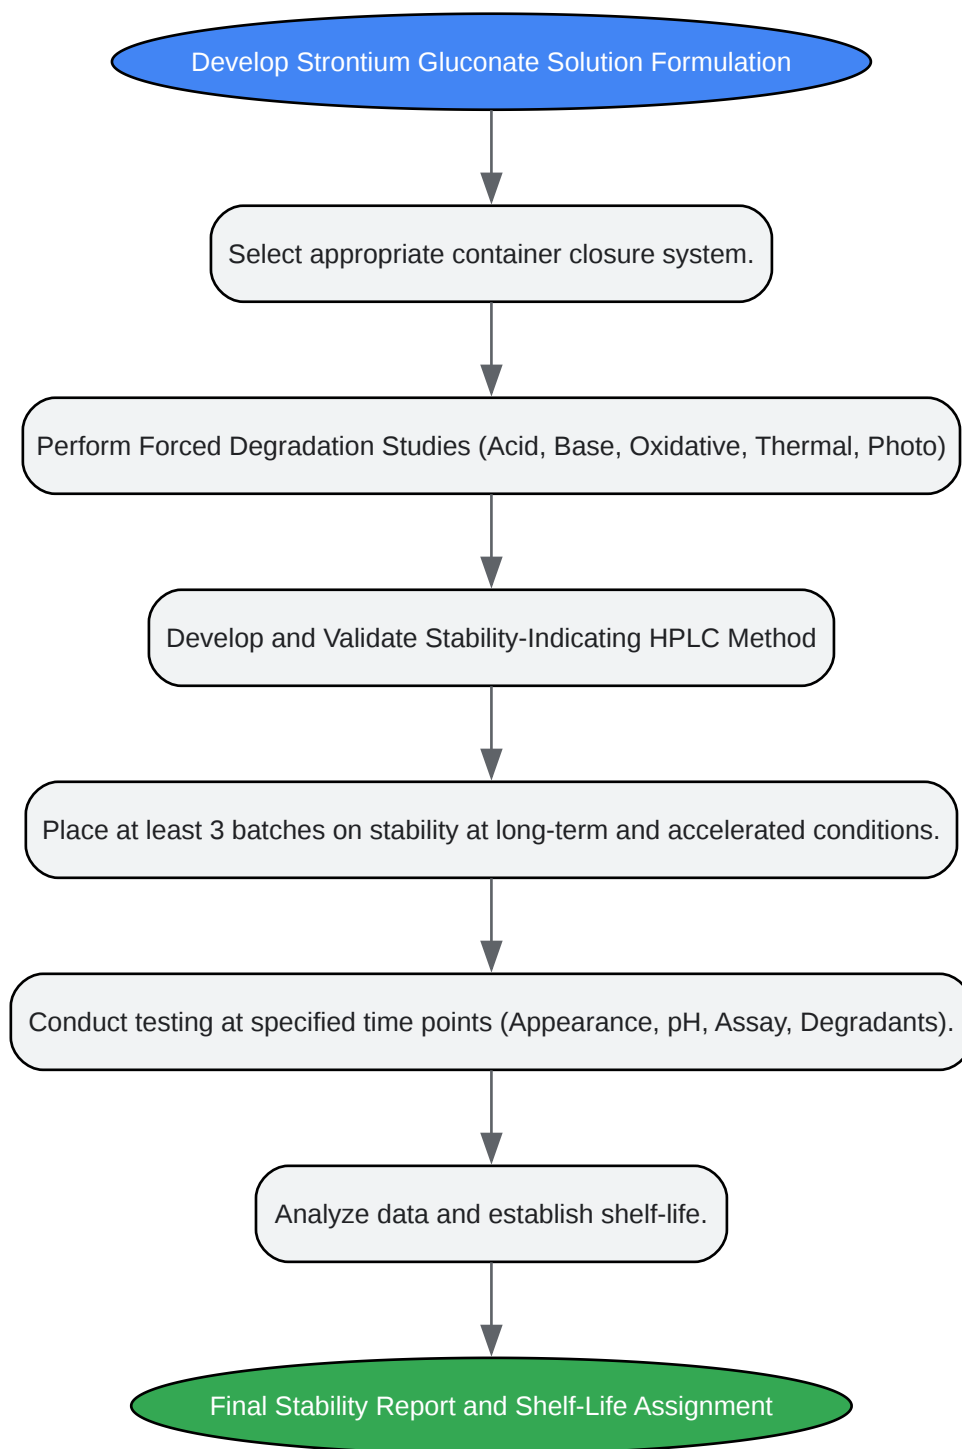 Develop Strontium Gluconate Solution Formulation
Select appropriate container closure system.
Perform Forced Degradation Studies (Acid, Base, Oxidative, Thermal, Photo)
Develop and Validate Stability-Indicating HPLC Method
Place at least 3 batches on stability at long-term and accelerated conditions.
Conduct testing at specified time points (Appearance, pH, Assay, Degradants).
Analyze data and establish shelf-life.
Final Stability Report and Shelf-Life Assignment